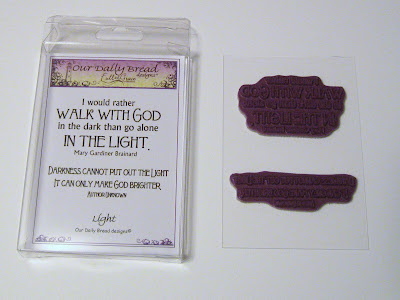 Our Daily Bread
designs
I would rather
WALK WITH GOD
in the dark than go alone
IN THE LIGHT.
Mary Gardiner Brainard
DARKNESS CANNOT PUT OUT THE LIGHT
IT CAN ONLY MAKE GOD BRIGHTER.
AUTHOR UNKNOWN
Light
Our Daily Bread designs®